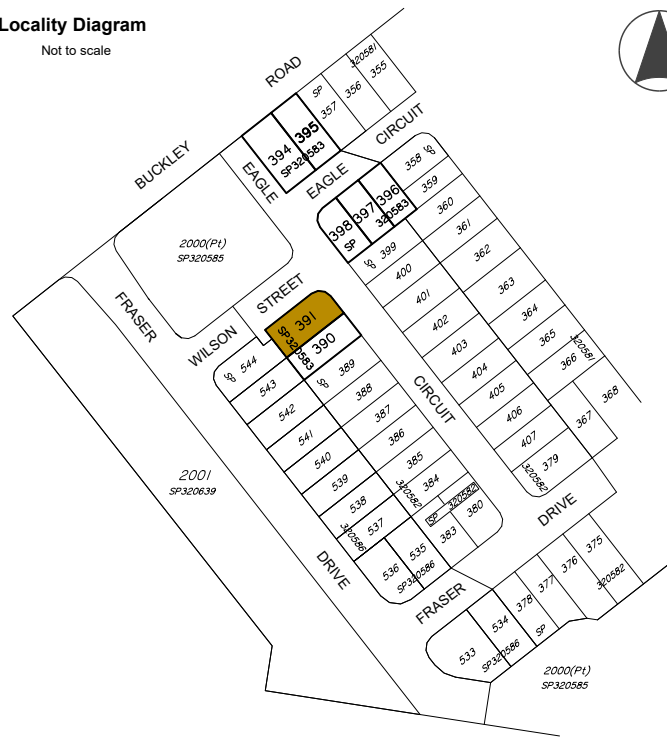 Locality Diagram
Not to scale
ROAD
BUCKLEY
EAGLE
394
395
SP320583
SP
357
356
320581
355
CIRCUIT
EAGLE
358
SP
359
360
361
362
363
364
365
366
320581
367
368
398
397
396
SP
320583
SP
399
400
401
402
403
404
405
406
407
379
320582
2000(Pt)
SP320585
FRASER
WILSON
STREET
391
SP320583
390
SP
389
388
387
386
385
384
320582
SP 320582
383
380
CIRCUIT
SP
544
543
542
541
540
539
538
537
320586
536
535
SP320586
2001
SP320639
DRIVE
DRIVE
FRASER
533
534
SP320586
378
377
SP
376
375
320582
2000(Pt)
SP320585